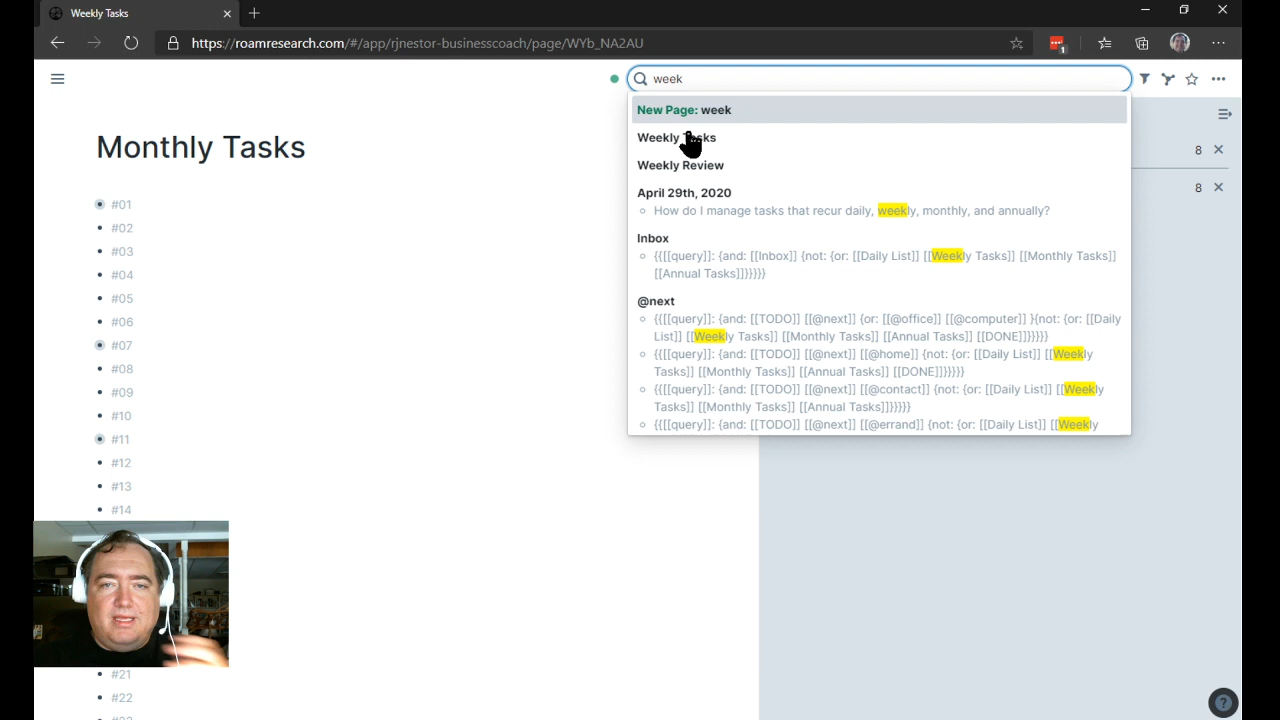 Weekly Tasks
https://roamresearch.com/#/app/rjnestor-businesscoach/page/WYb_NA2AU
1
week
New Page: week
Weekly Tasks
Weekly Review
April 29th, 2020
How do I manage tasks that recur daily, weekly, monthly, and annually?
Inbox
{{[[query]]: {and: [[Inbox]] {not: {or: [[Daily List]] [[Weekly Tasks]] [[Monthly Tasks]]
[[Annual Tasks]]}}}}}
@next
{{[[query]]: {and: [[TODO]] [[@next]] {or: [[@office]] [[@computer]] }{not: {or: [[Daily
List]] [[Weekly Tasks]] [[Monthly Tasks]] [[Annual Tasks]] [[DONE]]}}}}}
{{[[query]]: {and: [[TODO]] [[@next]] [[@home]] {not: {or: [[Daily List]] [[Weekly
Tasks]] [[Monthly Tasks]] [[Annual Tasks]] [[DONE]]}}}}}
{{[[query]]: {and: [[TODO]] [[@next]] [[@contact]] {not: {or: [[Daily List]] [[Weekly
Tasks]] [[Monthly Tasks]] [[Annual Tasks]]}}}}}
{{[[query]]: {and: [[TODO]] [[@next]] [[@errand]] {not: {or: [[Daily List]] [[Weekly
8
8
Monthly Tasks
#01
#02
#03
#04
#05
#06
#07
#08
#09
#10
#11
#12
#13
#14
#21
#22
?